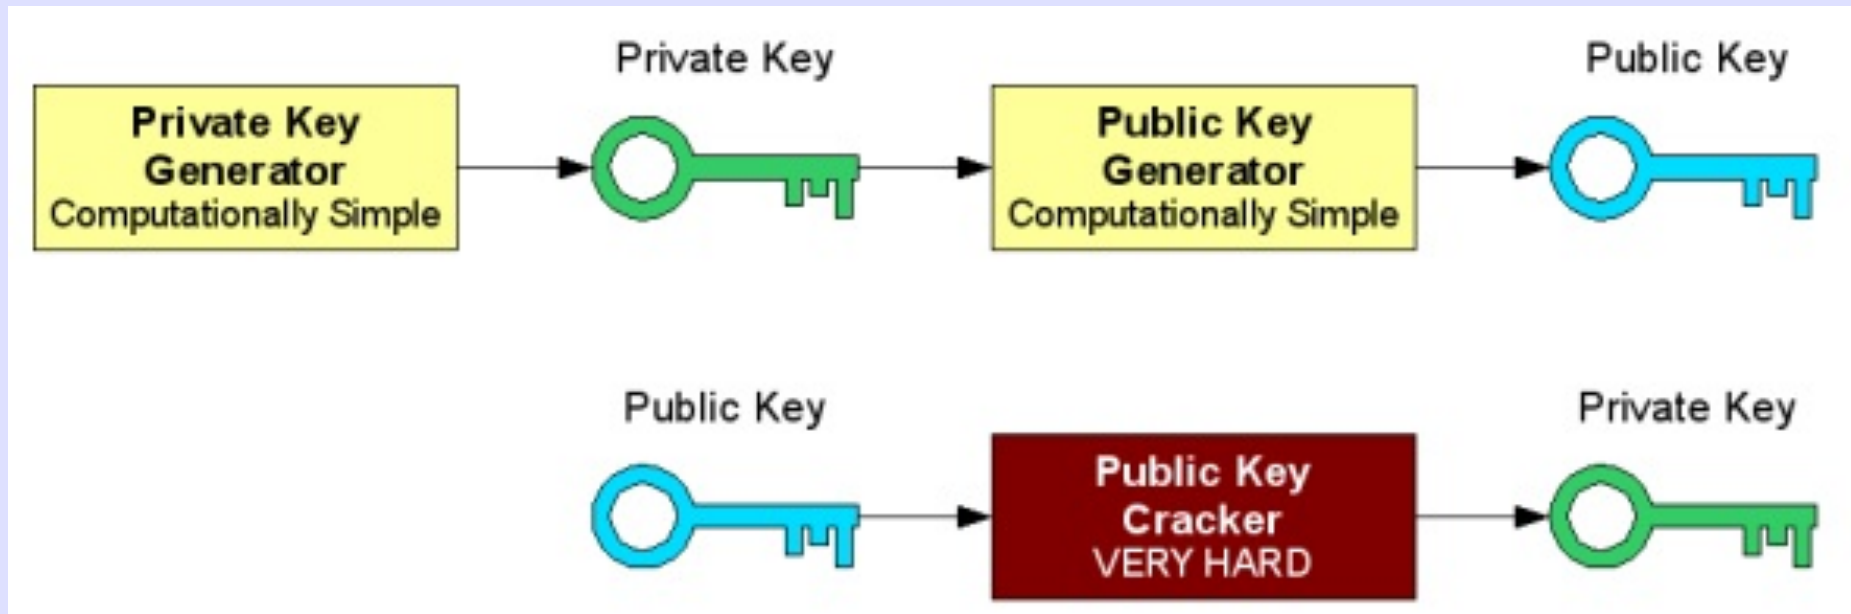 Private Key
Public Key
Private Key
Generator
Computationally Simple
Public Key
Generator
Computationally Simple
Public Key
Private Key
Public Key
Cracker
VERY HARD